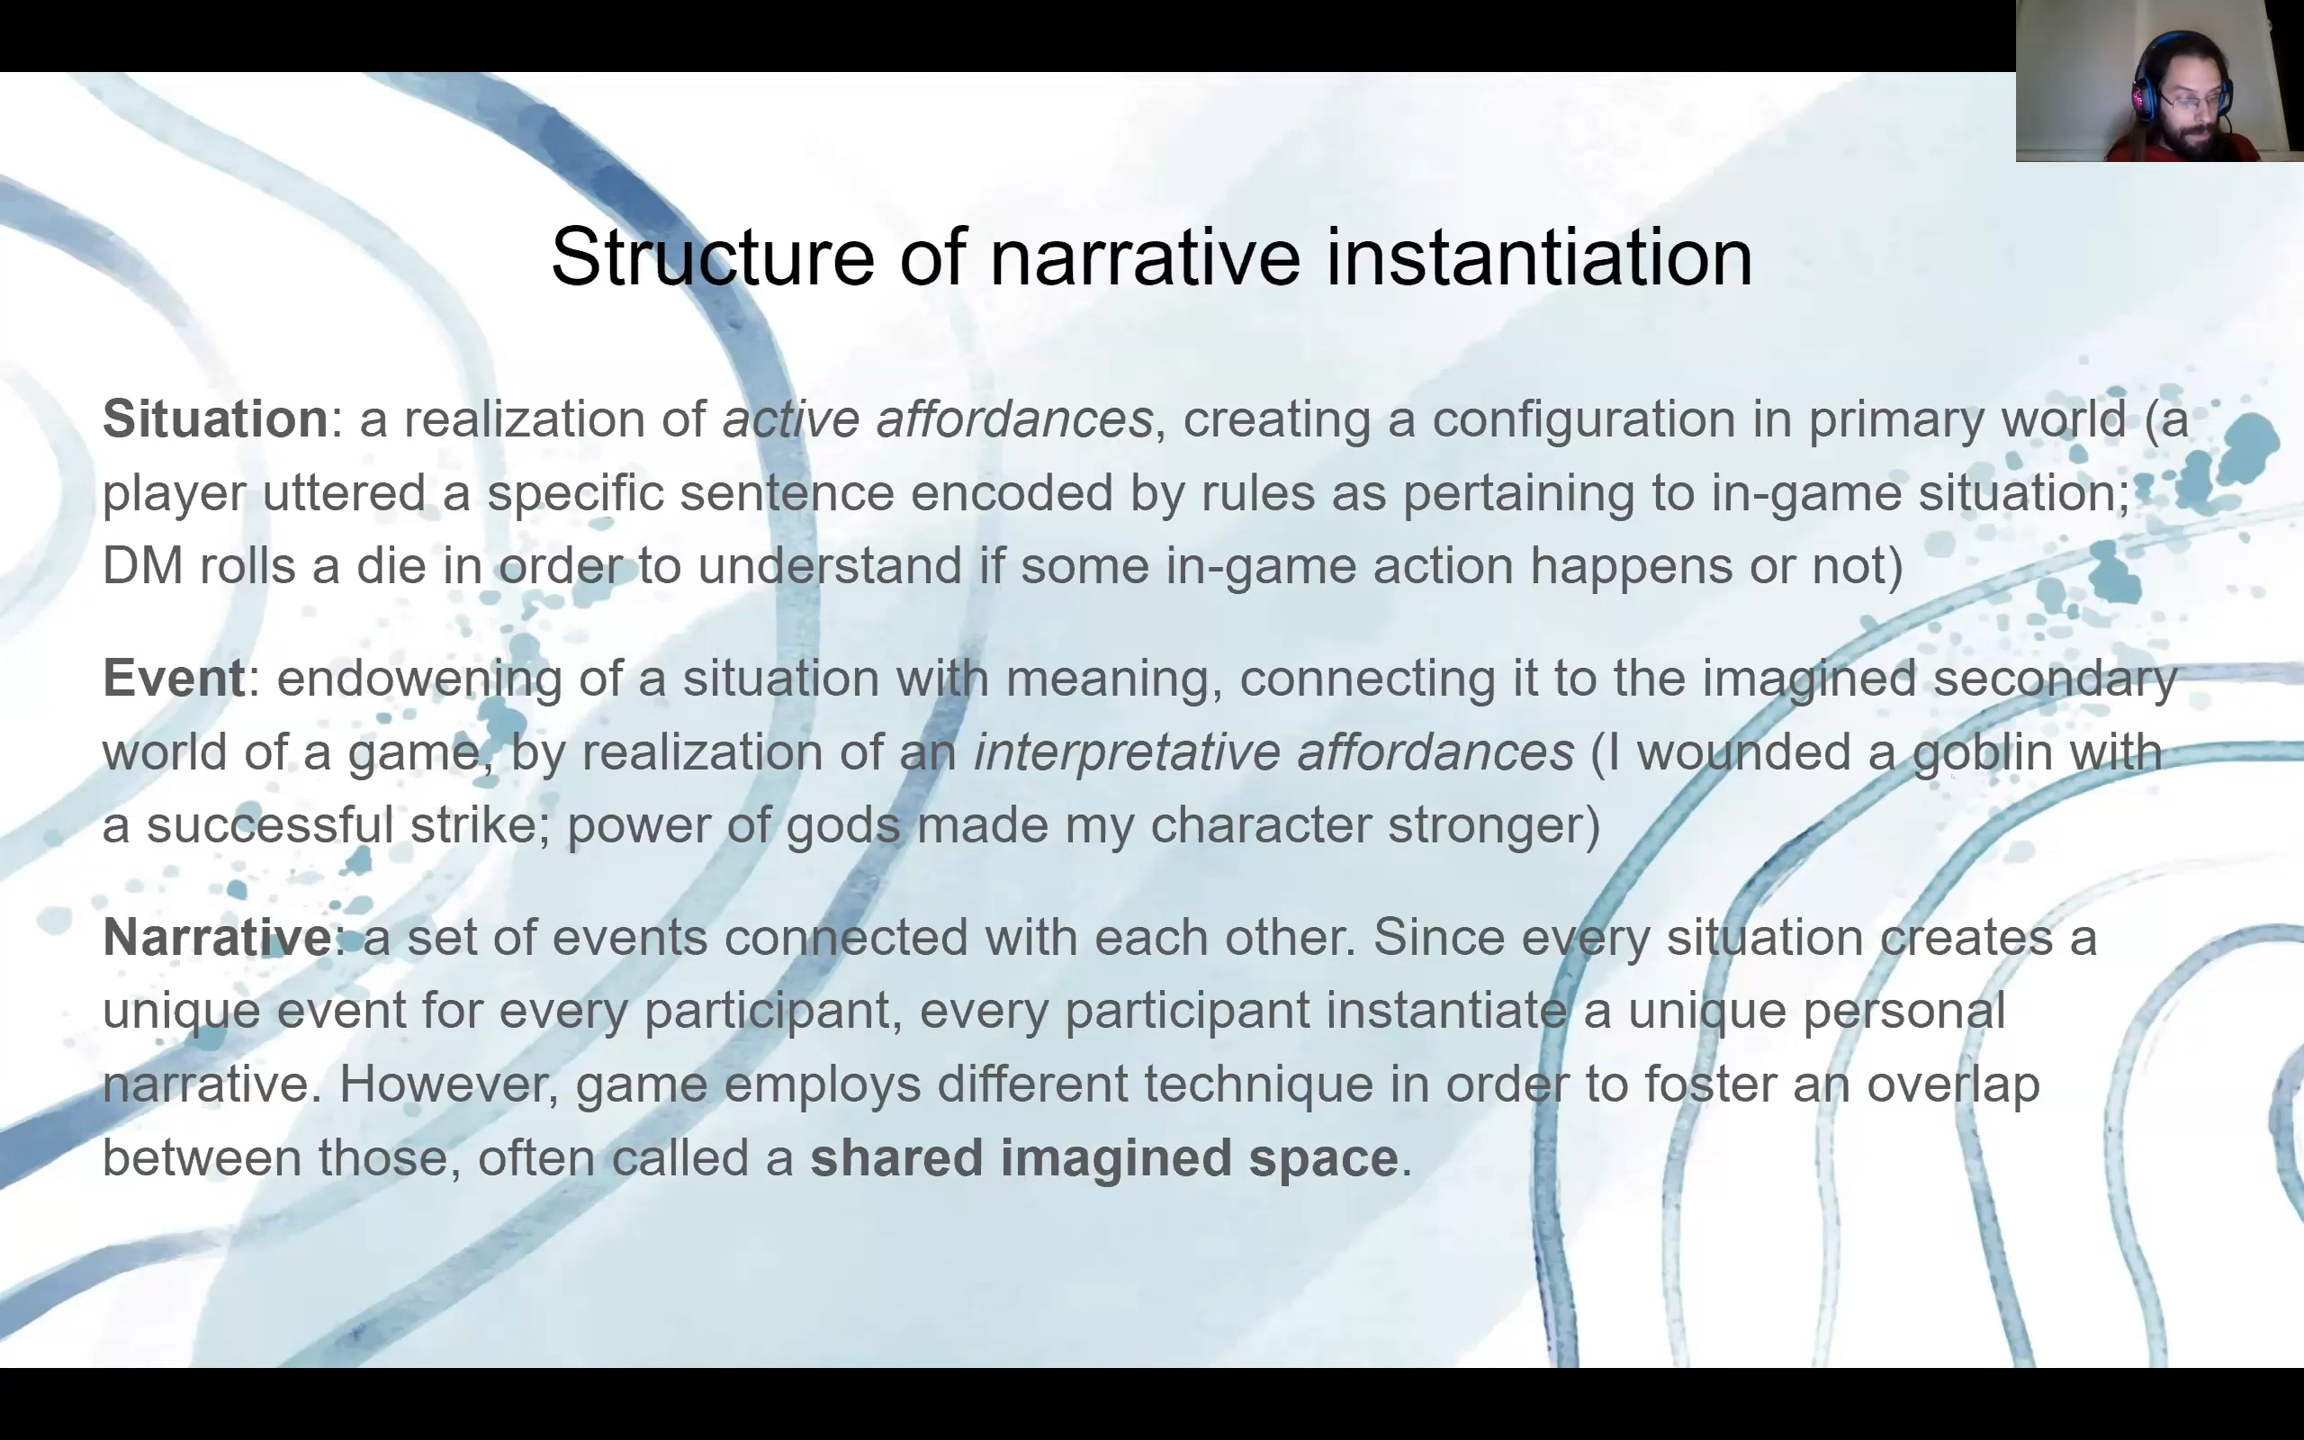 Structure of narrative instantiation
Situation: a realization of active affordances, creating a configuration in primary world (a
player uttered a specific sentence encoded by rules as pertaining to in-game situation;
DM rolls a die in order to understand if some in-game action happens or not)
Event: endowening of a situation with meaning, connecting it to the imagined secondary
world of a game, by realization of an interpretative affordances (I wounded a goblin with
a successful strike; power of gods made my character stronger)
Narrative: a set of events connected with each other. Since every situation creates a
unique event for every participant, every participant instantiate a unique personal
narrative. However, game employs different technique in order to foster an overlap
between those, often called a shared imagined space.